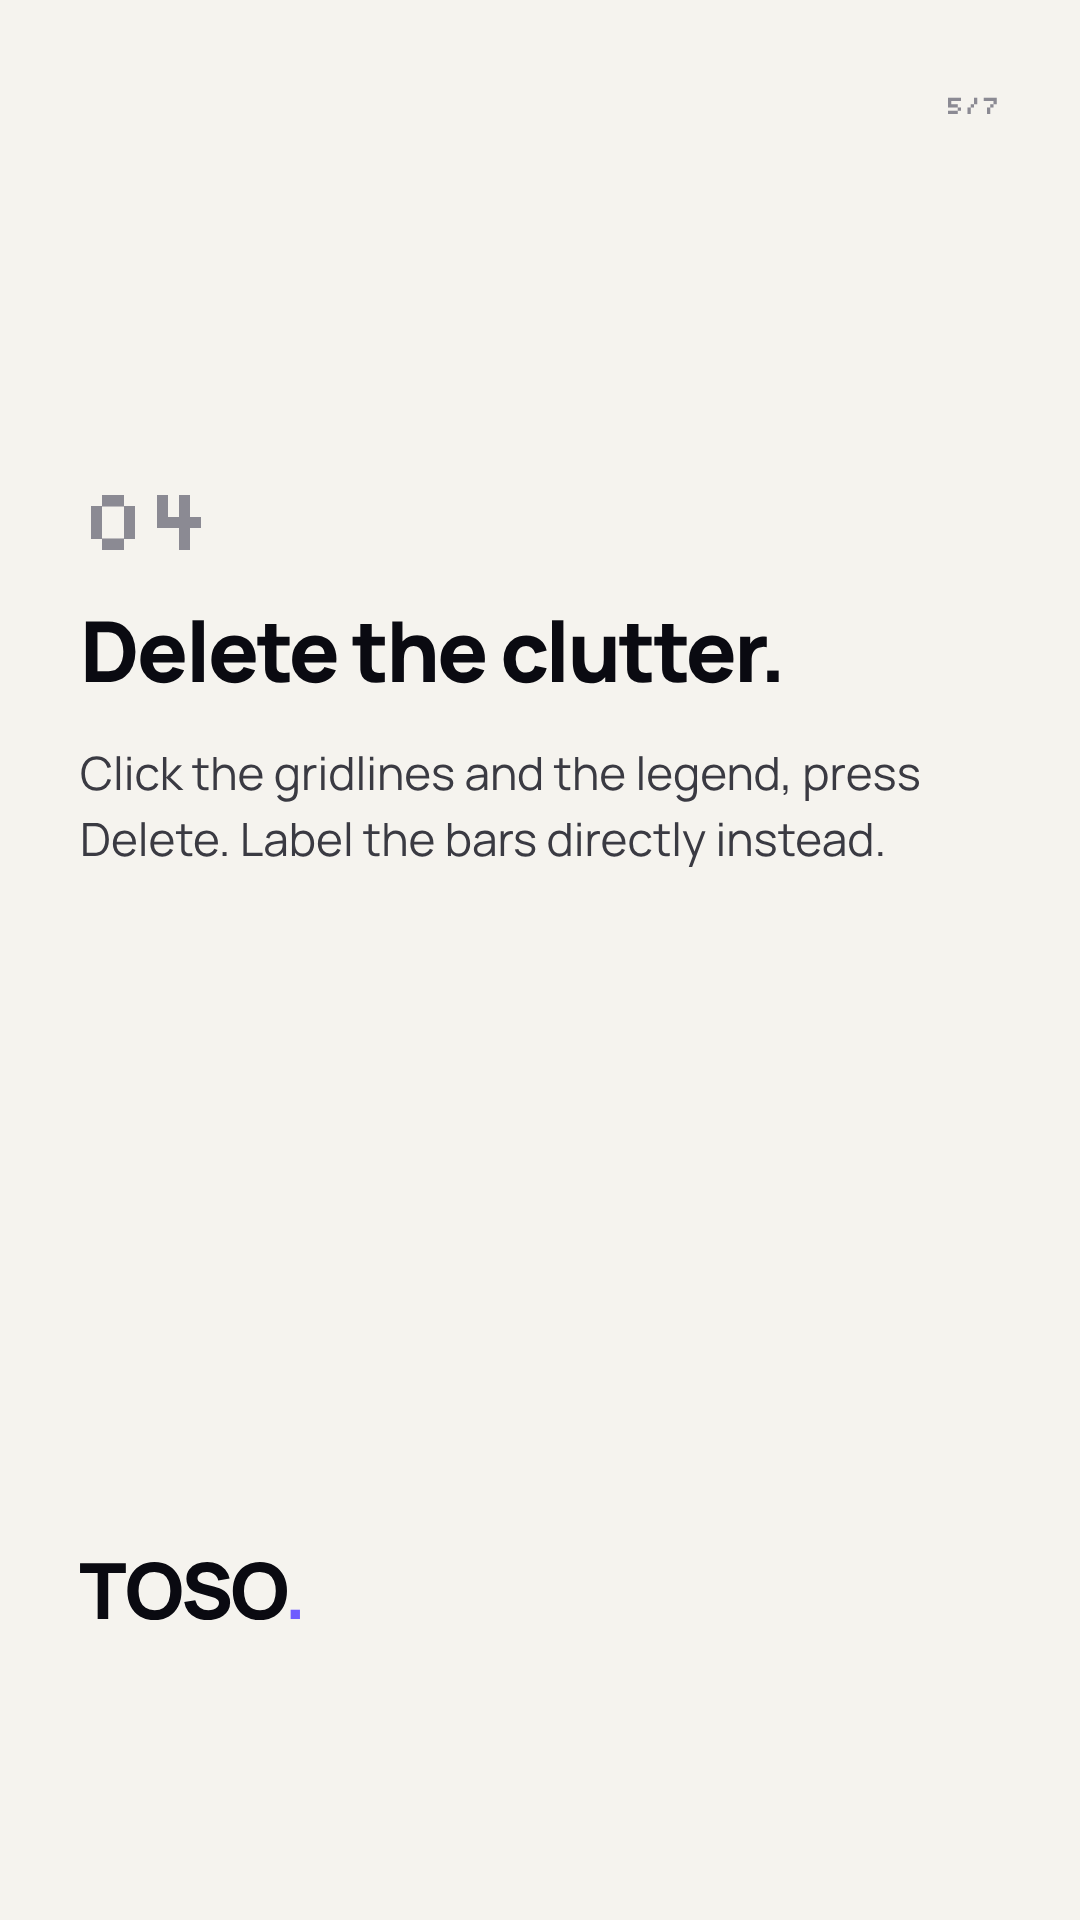 5/7
04
Delete the clutter.
Click the gridlines and the legend, press
Delete. Label the bars directly instead.
TOSO.